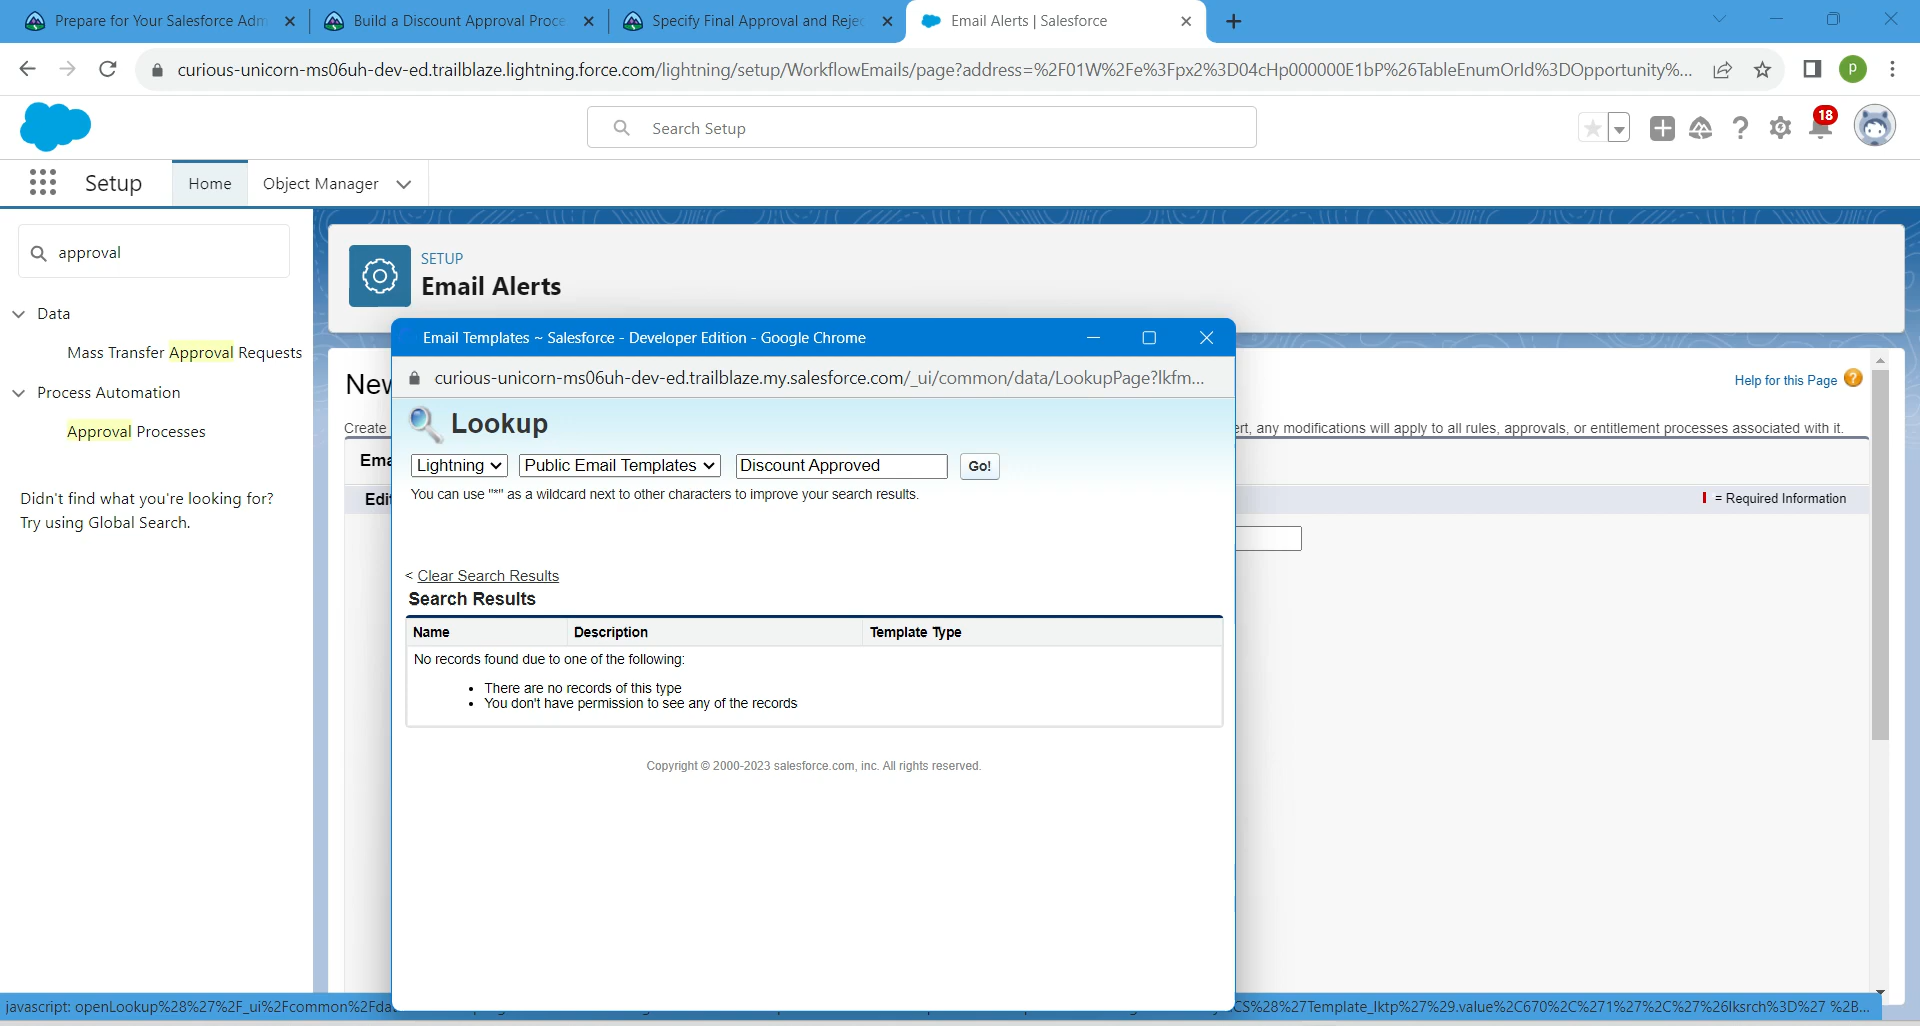 Prepare for Your Salesforce Adm
Build a Discount Approval Proce
Specify Final Approval and Rejec
Email Alerts | Salesforce
curious-unicorn-ms06uh-dev-ed.trailblaze.lightning.force.com/lightning/setup/WorkflowEmails/page?address=%2F01W%2Fe%3Fpx2%3D04cHp000000E1bP%26TableEnumOrId%3DOpportunity%...
P
Search Setup
18
Setup
Home
Object Manager
approval
Data
Mass Transfer Approval Requests
Process Automation
Approval Processes
Didn't find what you're looking for?
Try using Global Search.
SETUP
Email Alerts
Email Templates ~ Salesforce - Developer Edition - Google Chrome
curious-unicorn-ms06uh-dev-ed.trailblaze.my.salesforce.com/_ui/common/data/LookupPage?lkfm...
New
Help for this Page
Create
ert, any modifications will apply to all rules, approvals, or entitlement processes associated with it.
Lookup
Ema
Lightning
Public Email Templates
Discount Approved
Go!
You can use "*" as a wildcard next to other characters to improve your search results.
Edi
= Required Information
< Clear Search Results
Search Results
Name
Description
Template Type
No records found due to one of the following:
• There are no records of this type
• You don't have permission to see any of the records
Copyright © 2000-2023 salesforce.com, inc. All rights reserved.
javascript: openLookup%28%27%2F_ui%2Fcommon%2Fda
CS%28%27Template_lktp%27%29.value%2C670%2C%271%27%2C%27%26lksrch%3D%27 %2B...